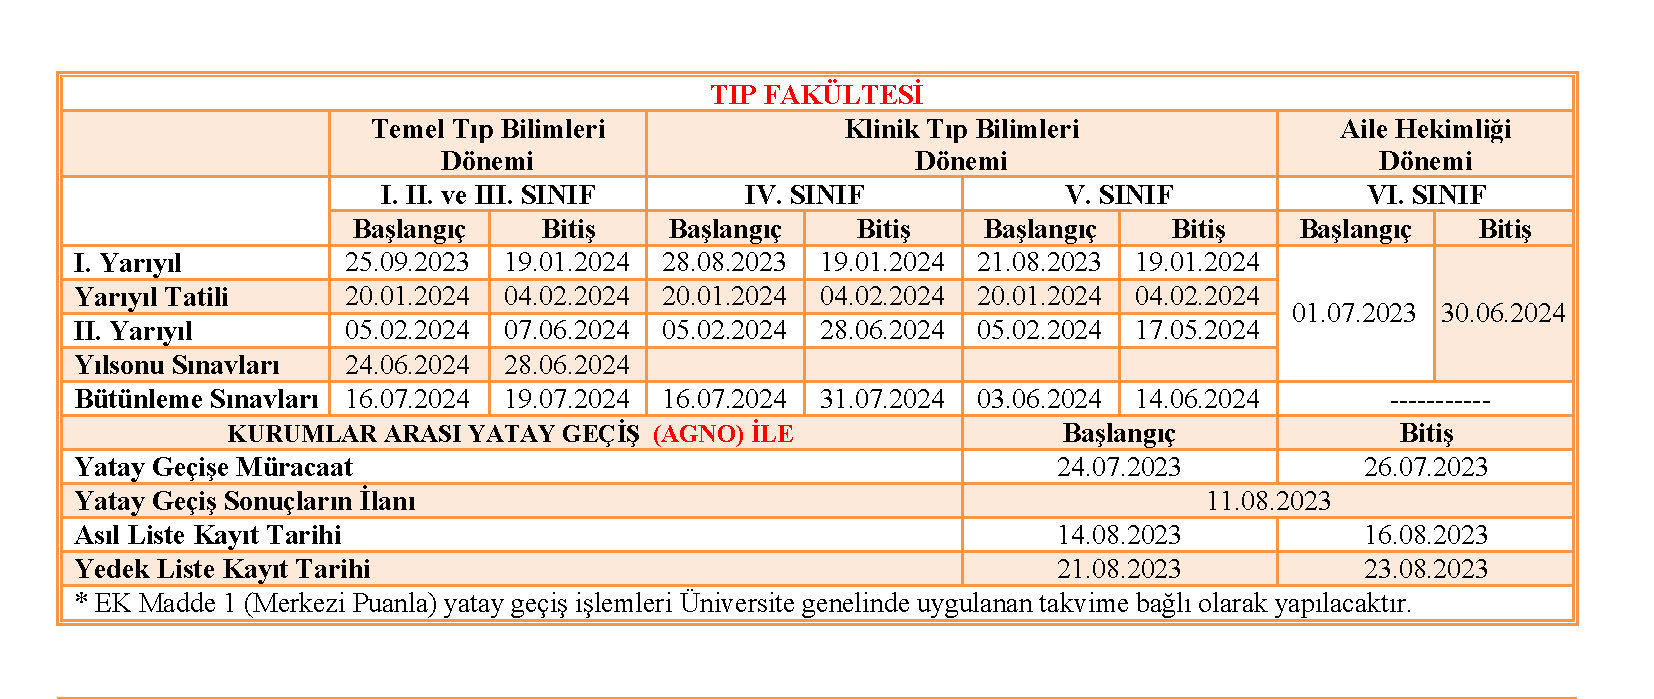 TIP FAKÜLTESİ
Temel Tıp Bilimleri Dönemi Klinik Tıp Bilimleri Dönemi Aile Hekimliği Dönemi
I. II. ve III. SINIF IV. SINIF V. SINIF VI. SINIF
Başlangıç Bitiş Başlangıç Bitiş Başlangıç Bitiş Başlangıç Bitiş
I. Yarıyıl 25.09.2023 19.01.2024 28.08.2023 19.01.2024 21.08.2023 19.01.2024 01.07.2023 30.06.2024
Yarıyıl Tatili 20.01.2024 04.02.2024 20.01.2024 04.02.2024 20.01.2024 04.02.2024
II. Yarıyıl 05.02.2024 07.06.2024 05.02.2024 28.06.2024 05.02.2024 17.05.2024
Yılsonu Sınavları 24.06.2024 28.06.2024
Bütünleme Sınavları 16.07.2024 19.07.2024 16.07.2024 31.07.2024 03.06.2024 14.06.2024 -----------
KURUMLAR ARASI YATAY GEÇİŞ (AGNO) İLE Başlangıç Bitiş
Yatay Geçişe Müracaat 24.07.2023 26.07.2023
Yatay Geçiş Sonuçların İlanı 11.08.2023
Asıl Liste Kayıt Tarihi 14.08.2023 16.08.2023
Yedek Liste Kayıt Tarihi 21.08.2023 23.08.2023
* EK Madde 1 (Merkezi Puanla) yatay geçiş işlemleri Üniversite genelinde uygulanan takvime bağlı olarak yapılacaktır.